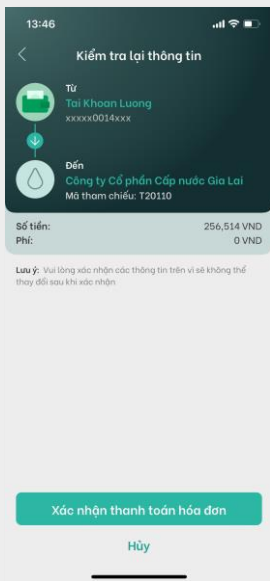 13:46
Kiểm tra lại thông tin
Từ
Tai Khoan Luong
xxxxx0014xxx
Đến
Công ty Cổ phần Cấp nước Gia Lai
Mã tham chiếu: T20110
Số tiền: 256,514 VND
Phí: 0 VND
Lưu ý: Vui lòng xác nhận các thông tin trên vì sẽ không thể
thay đổi sau khi xác nhận
Xác nhận thanh toán hóa đơn
Hủy